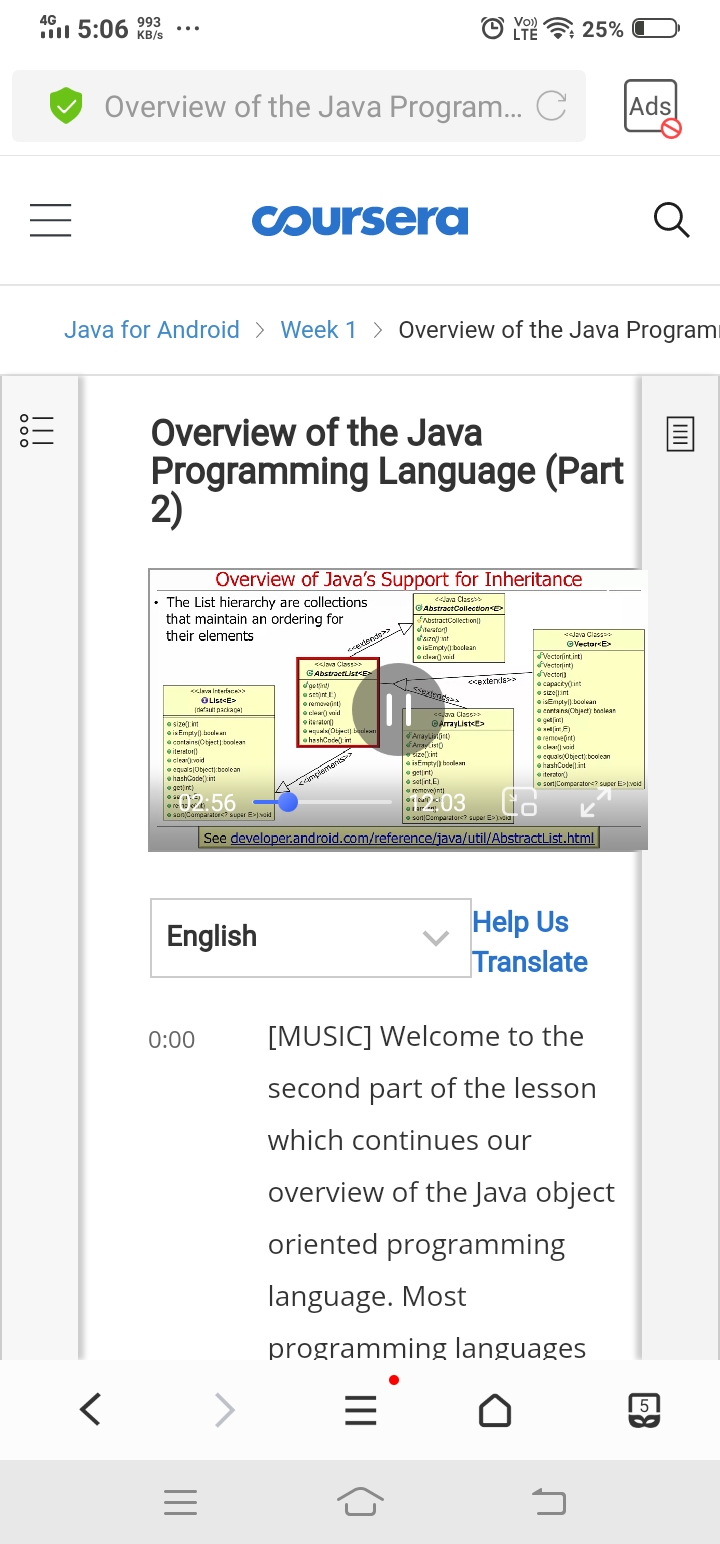 4G 5:06 993 KB/s ... Vo)) LTE 25%
Overview of the Java Program... Ads
coursera
Java for Android > Week 1 > Overview of the Java Program
Overview of the Java
Programming Language (Part
2)
Overview of Java's Support for Inheritance
• The List hierarchy are collections
that maintain an ordering for
their elements
<<Java Class>>
AbstractCollection<E>
AbstractCollection()
iterator()
size():int
isEmpty():boolean
clear():void
<<extends>>
<<Java Class>>
AbstractList<E>
get(int)
set(int,E)
remove(int)
clear():void
iterator()
equals(Object):boolean
hashCode():int
<<Java Interface>>
List<E>
(default package)
size():int
isEmpty():boolean
contains(Object):boolean
iterator()
clear():void
equals(Object):boolean
hashCode():int
get(int)
sort(Comparator<? super E>):void
<<implements>>
<<extends>>
<<extends>>
<<Java Class>>
ArrayList<E>
ArrayList(int)
ArrayList()
size():int
isEmpty():boolean
get(int)
set(int,E)
remove(int)
sort(Comparator<? super E>):void
<<Java Class>>
Vector<E>
Vector(int,int)
Vector(int)
Vector()
capacity():int
size():int
isEmpty():boolean
contains(Object):boolean
get(int)
set(int,E)
remove(int)
clear():void
equals(Object):boolean
hashCode():int
iterator()
sort(Comparator<? super E>):void
12:03
See developer.android.com/reference/java/util/AbstractList.html
English
Help Us
Translate
0:00
[MUSIC] Welcome to the
second part of the lesson
which continues our
overview of the Java object
oriented programming
language. Most
programming languages
5